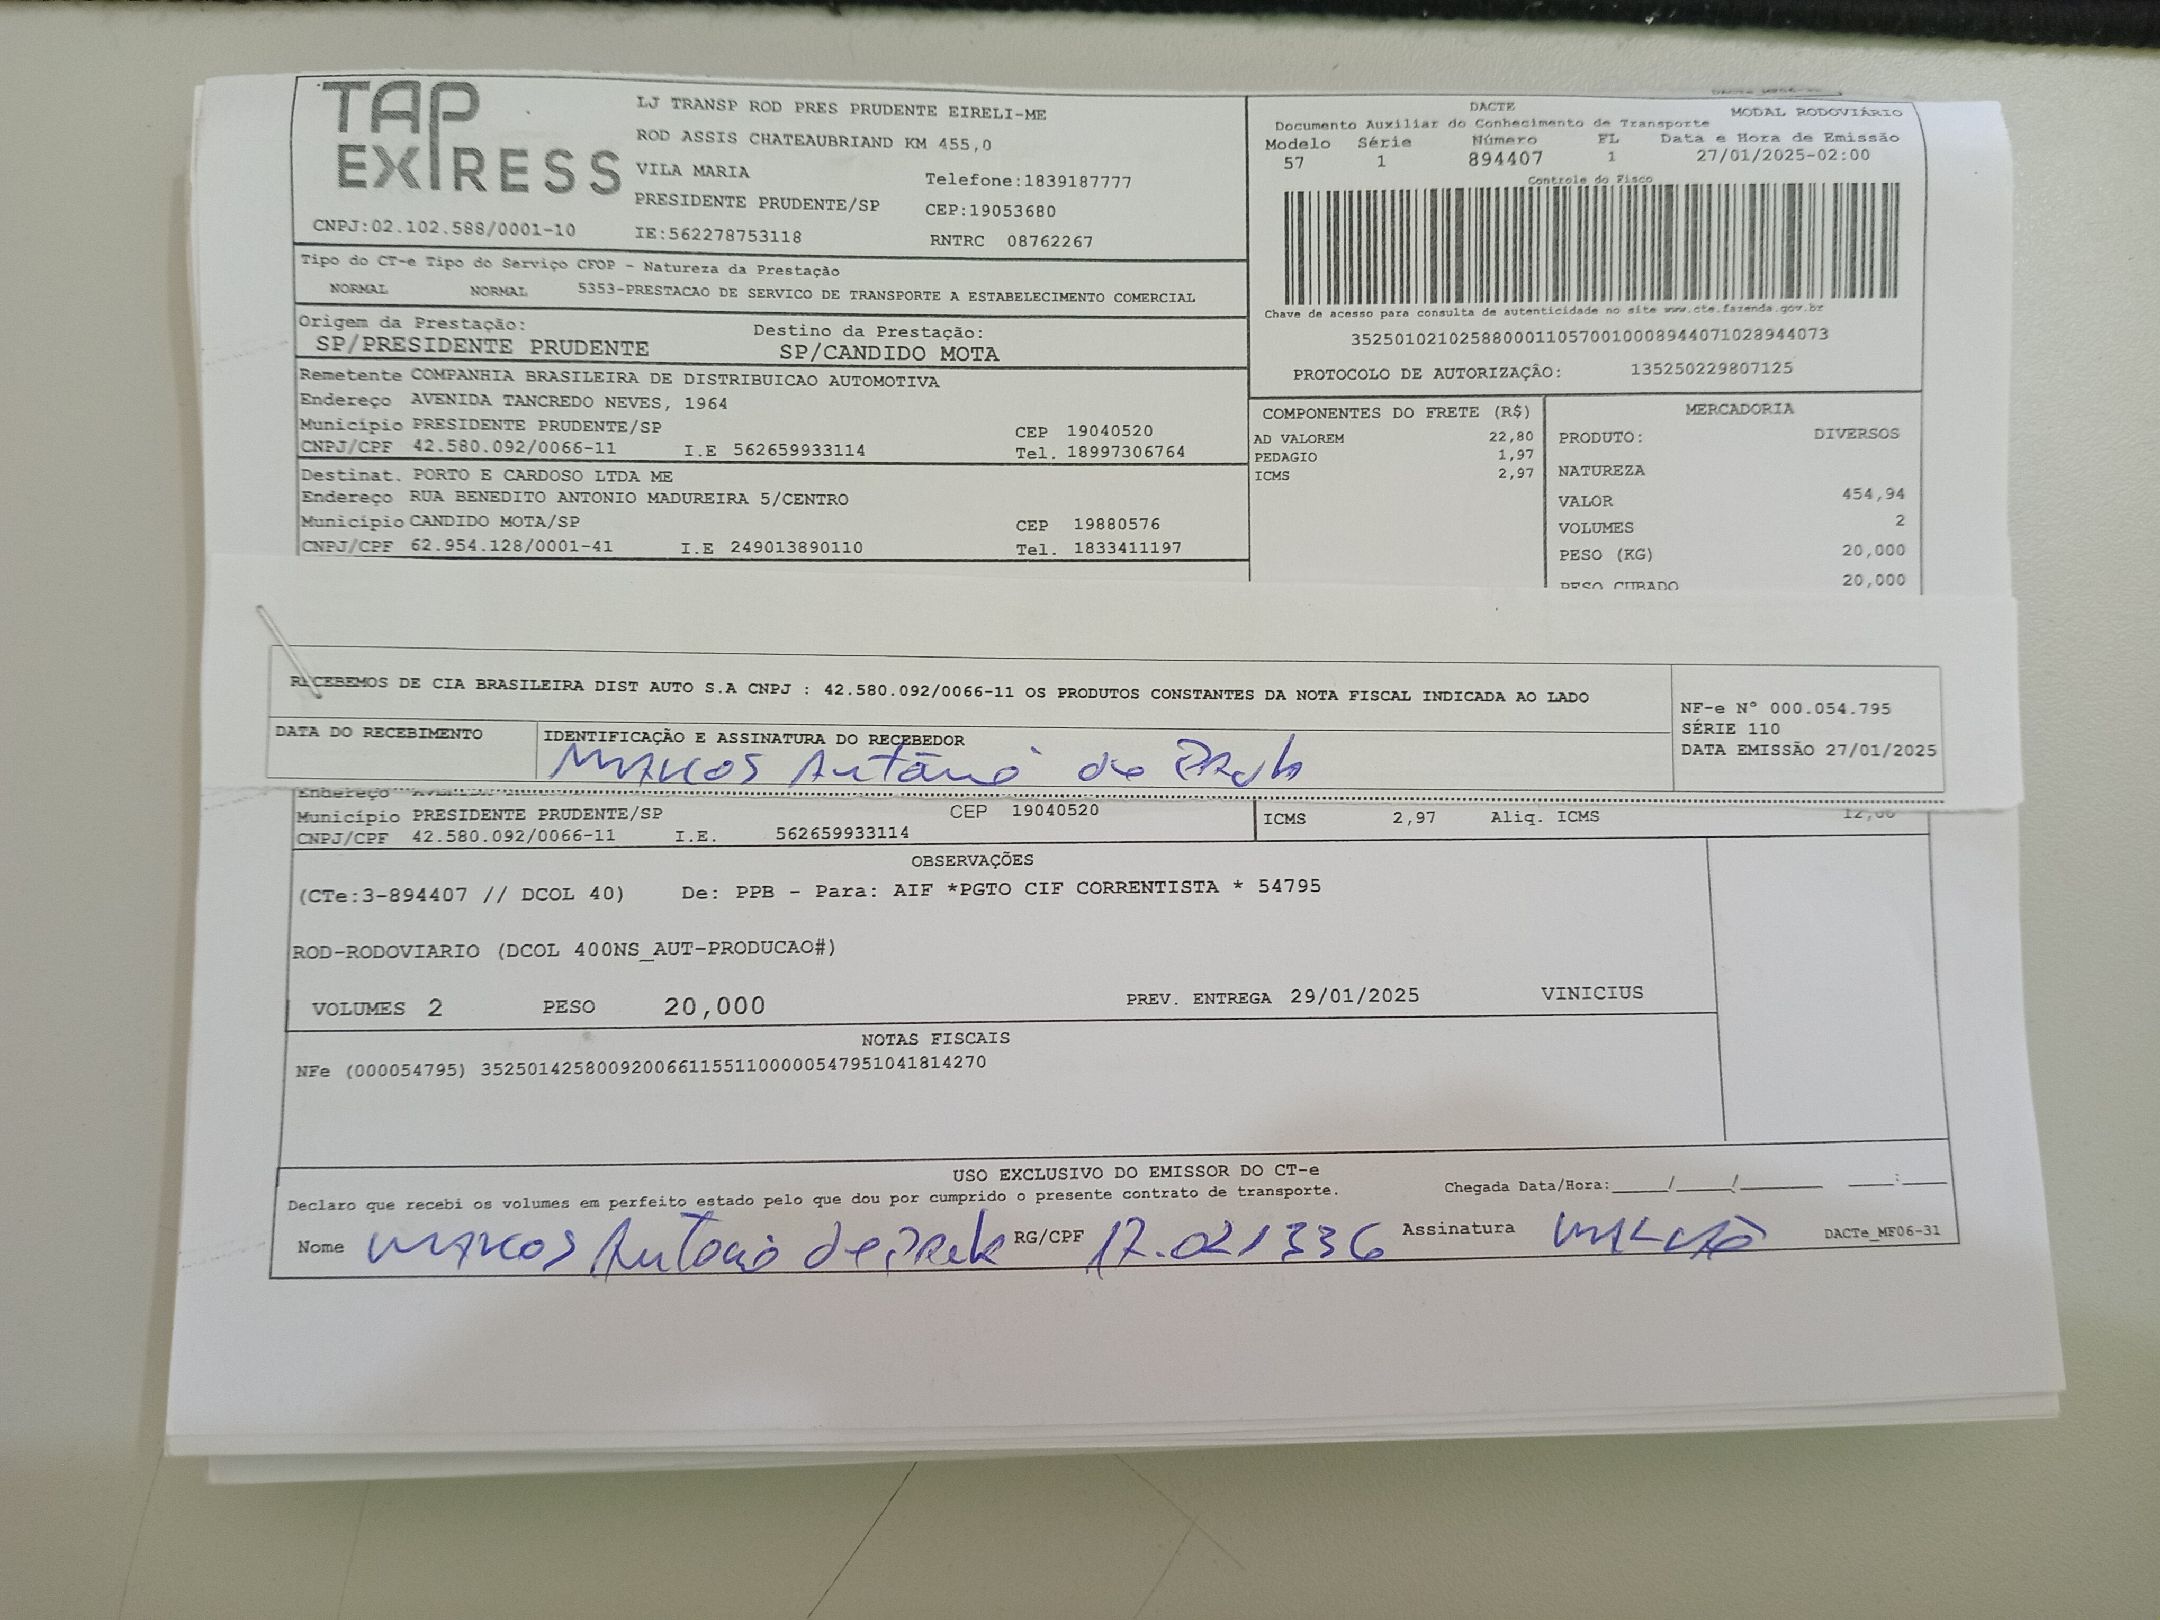 TAP
EXPRESS
LJ TRANSP ROD PRES PRUDENTE EIRELI-ME
ROD ASSIS CHATEAUBRIAND KM 455,0
VILA MARIA Telefone:1839187777
PRESIDENTE PRUDENTE/SP CEP:19053680
CNPJ:02.102.588/0001-10 IE:562278753118 RNTRC 08762267
DACTE MODAL RODOVIÁRIO
Documento Auxiliar do Conhecimento de Transporte
Modelo Série Número FL Data e Hora de Emissão
57 1 894407 1 27/01/2025-02:00
Controle do Fisco
Chave de acesso para consulta de autenticidade no site www.cte.fazenda.gov.br
35250102102588000110570010008944071028944073
PROTOCOLO DE AUTORIZAÇÃO: 135250229807125
Tipo do CT-e Tipo do Serviço CFOP - Natureza da Prestação
NORMAL NORMAL 5353-PRESTACAO DE SERVICO DE TRANSPORTE A ESTABELECIMENTO COMERCIAL
Origem da Prestação: Destino da Prestação:
SP/PRESIDENTE PRUDENTE SP/CANDIDO MOTA
Remetente COMPANHIA BRASILEIRA DE DISTRIBUICAO AUTOMOTIVA
Endereço AVENIDA TANCREDO NEVES, 1964
Município PRESIDENTE PRUDENTE/SP CEP 19040520
CNPJ/CPF 42.580.092/0066-11 I.E 562659933114 Tel. 18997306764
Destinat. PORTO E CARDOSO LTDA ME
Endereço RUA BENEDITO ANTONIO MADUREIRA 5/CENTRO
Município CANDIDO MOTA/SP CEP 19880576
CNPJ/CPF 62.954.128/0001-41 I.E 249013890110 Tel. 1833411197
COMPONENTES DO FRETE (R$)
AD VALOREM 22,80
PEDAGIO 1,97
ICMS 2,97
MERCADORIA
PRODUTO: DIVERSOS
NATUREZA
VALOR 454,94
VOLUMES 2
PESO (KG) 20,000
PESO CUBADO 20,000
RECEBEMOS DE CIA BRASILEIRA DIST AUTO S.A CNPJ : 42.580.092/0066-11 OS PRODUTOS CONSTANTES DA NOTA FISCAL INDICADA AO LADO
NF-e N° 000.054.795
SÉRIE 110
DATA EMISSÃO 27/01/2025
DATA DO RECEBIMENTO IDENTIFICAÇÃO E ASSINATURA DO RECEBEDOR
Marcos Antônio do
Endereço
Município PRESIDENTE PRUDENTE/SP CEP 19040520
CNPJ/CPF 42.580.092/0066-11 I.E. 562659933114
ICMS 2,97 Aliq. ICMS 12,00
OBSERVAÇÕES
(CTe:3-894407 // DCOL 40) De: PPB - Para: AIF *PGTO CIF CORRENTISTA * 54795
ROD-RODOVIARIO (DCOL 400NS_AUT-PRODUCAO#)
VOLUMES 2 PESO 20,000 PREV. ENTREGA 29/01/2025 VINICIUS
NOTAS FISCAIS
NFe (000054795) 35250142580092006611551100000547951041814270
USO EXCLUSIVO DO EMISSOR DO CT-e
Declaro que recebi os volumes em perfeito estado pelo que dou por cumprido o presente contrato de transporte. Chegada Data/Hora:____/____/______ ___:___
Nome Marcos Antonio de RG/CPF 17.021336 Assinatura DACTe_MF06-31